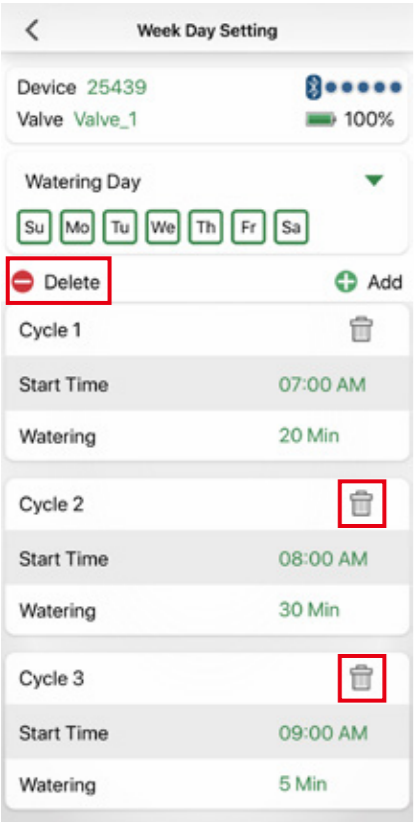 Week Day Setting
Device 25439
Valve Valve_1 100%
Watering Day
Su Mo Tu We Th Fr Sa
Delete Add
Cycle 1
Start Time 07:00 AM
Watering 20 Min
Cycle 2
Start Time 08:00 AM
Watering 30 Min
Cycle 3
Start Time 09:00 AM
Watering 5 Min